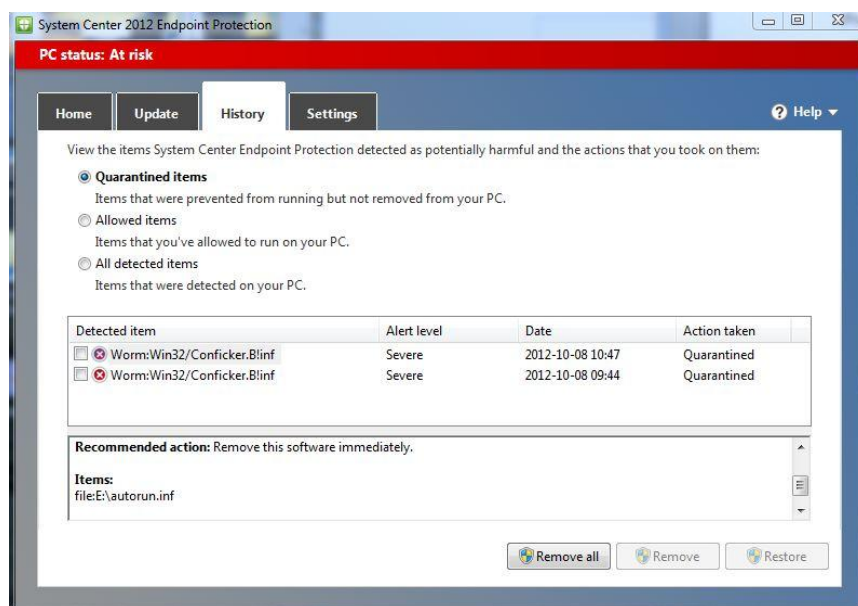 System Center 2012 Endpoint Protection
PC status: At risk
Home Update History Settings Help
View the items System Center Endpoint Protection detected as potentially harmful and the actions that you took on them:
Quarantined items
Items that were prevented from running but not removed from your PC.
Allowed items
Items that you've allowed to run on your PC.
All detected items
Items that were detected on your PC.
Detected item Alert level Date Action taken
Worm:Win32/Conficker.B!inf Severe 2012-10-08 10:47 Quarantined
Worm:Win32/Conficker.B!inf Severe 2012-10-08 09:44 Quarantined
Recommended action: Remove this software immediately.
Items:
file:E:\autorun.inf
Remove all Remove Restore